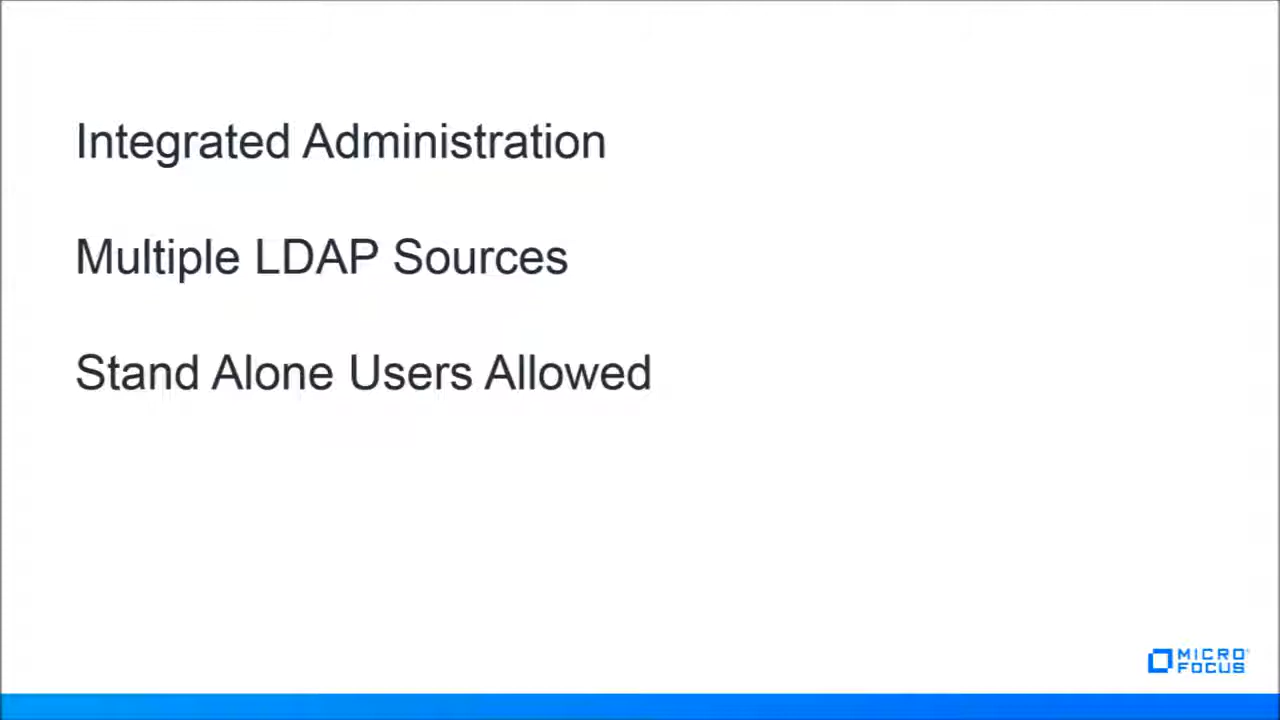 Integrated Administration
Multiple LDAP Sources
Stand Alone Users Allowed
MICRO
FOCUS